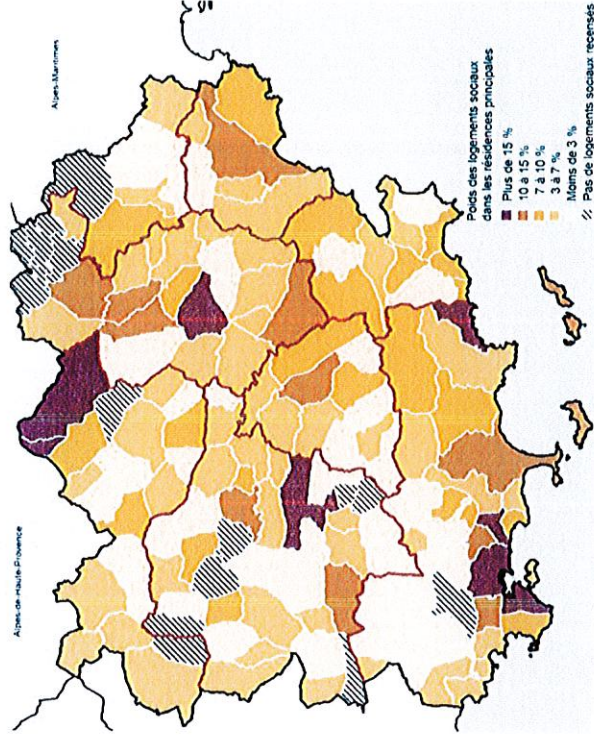 Alpes-de-Haute-Provence
Alpes-Maritimes
Poids des logements sociaux
dans les résidences principales
Plus de 15 %
10 à 15 %
7 à 10 %
3 à 7 %
Moins de 3 %
Pas de logements sociaux recensés